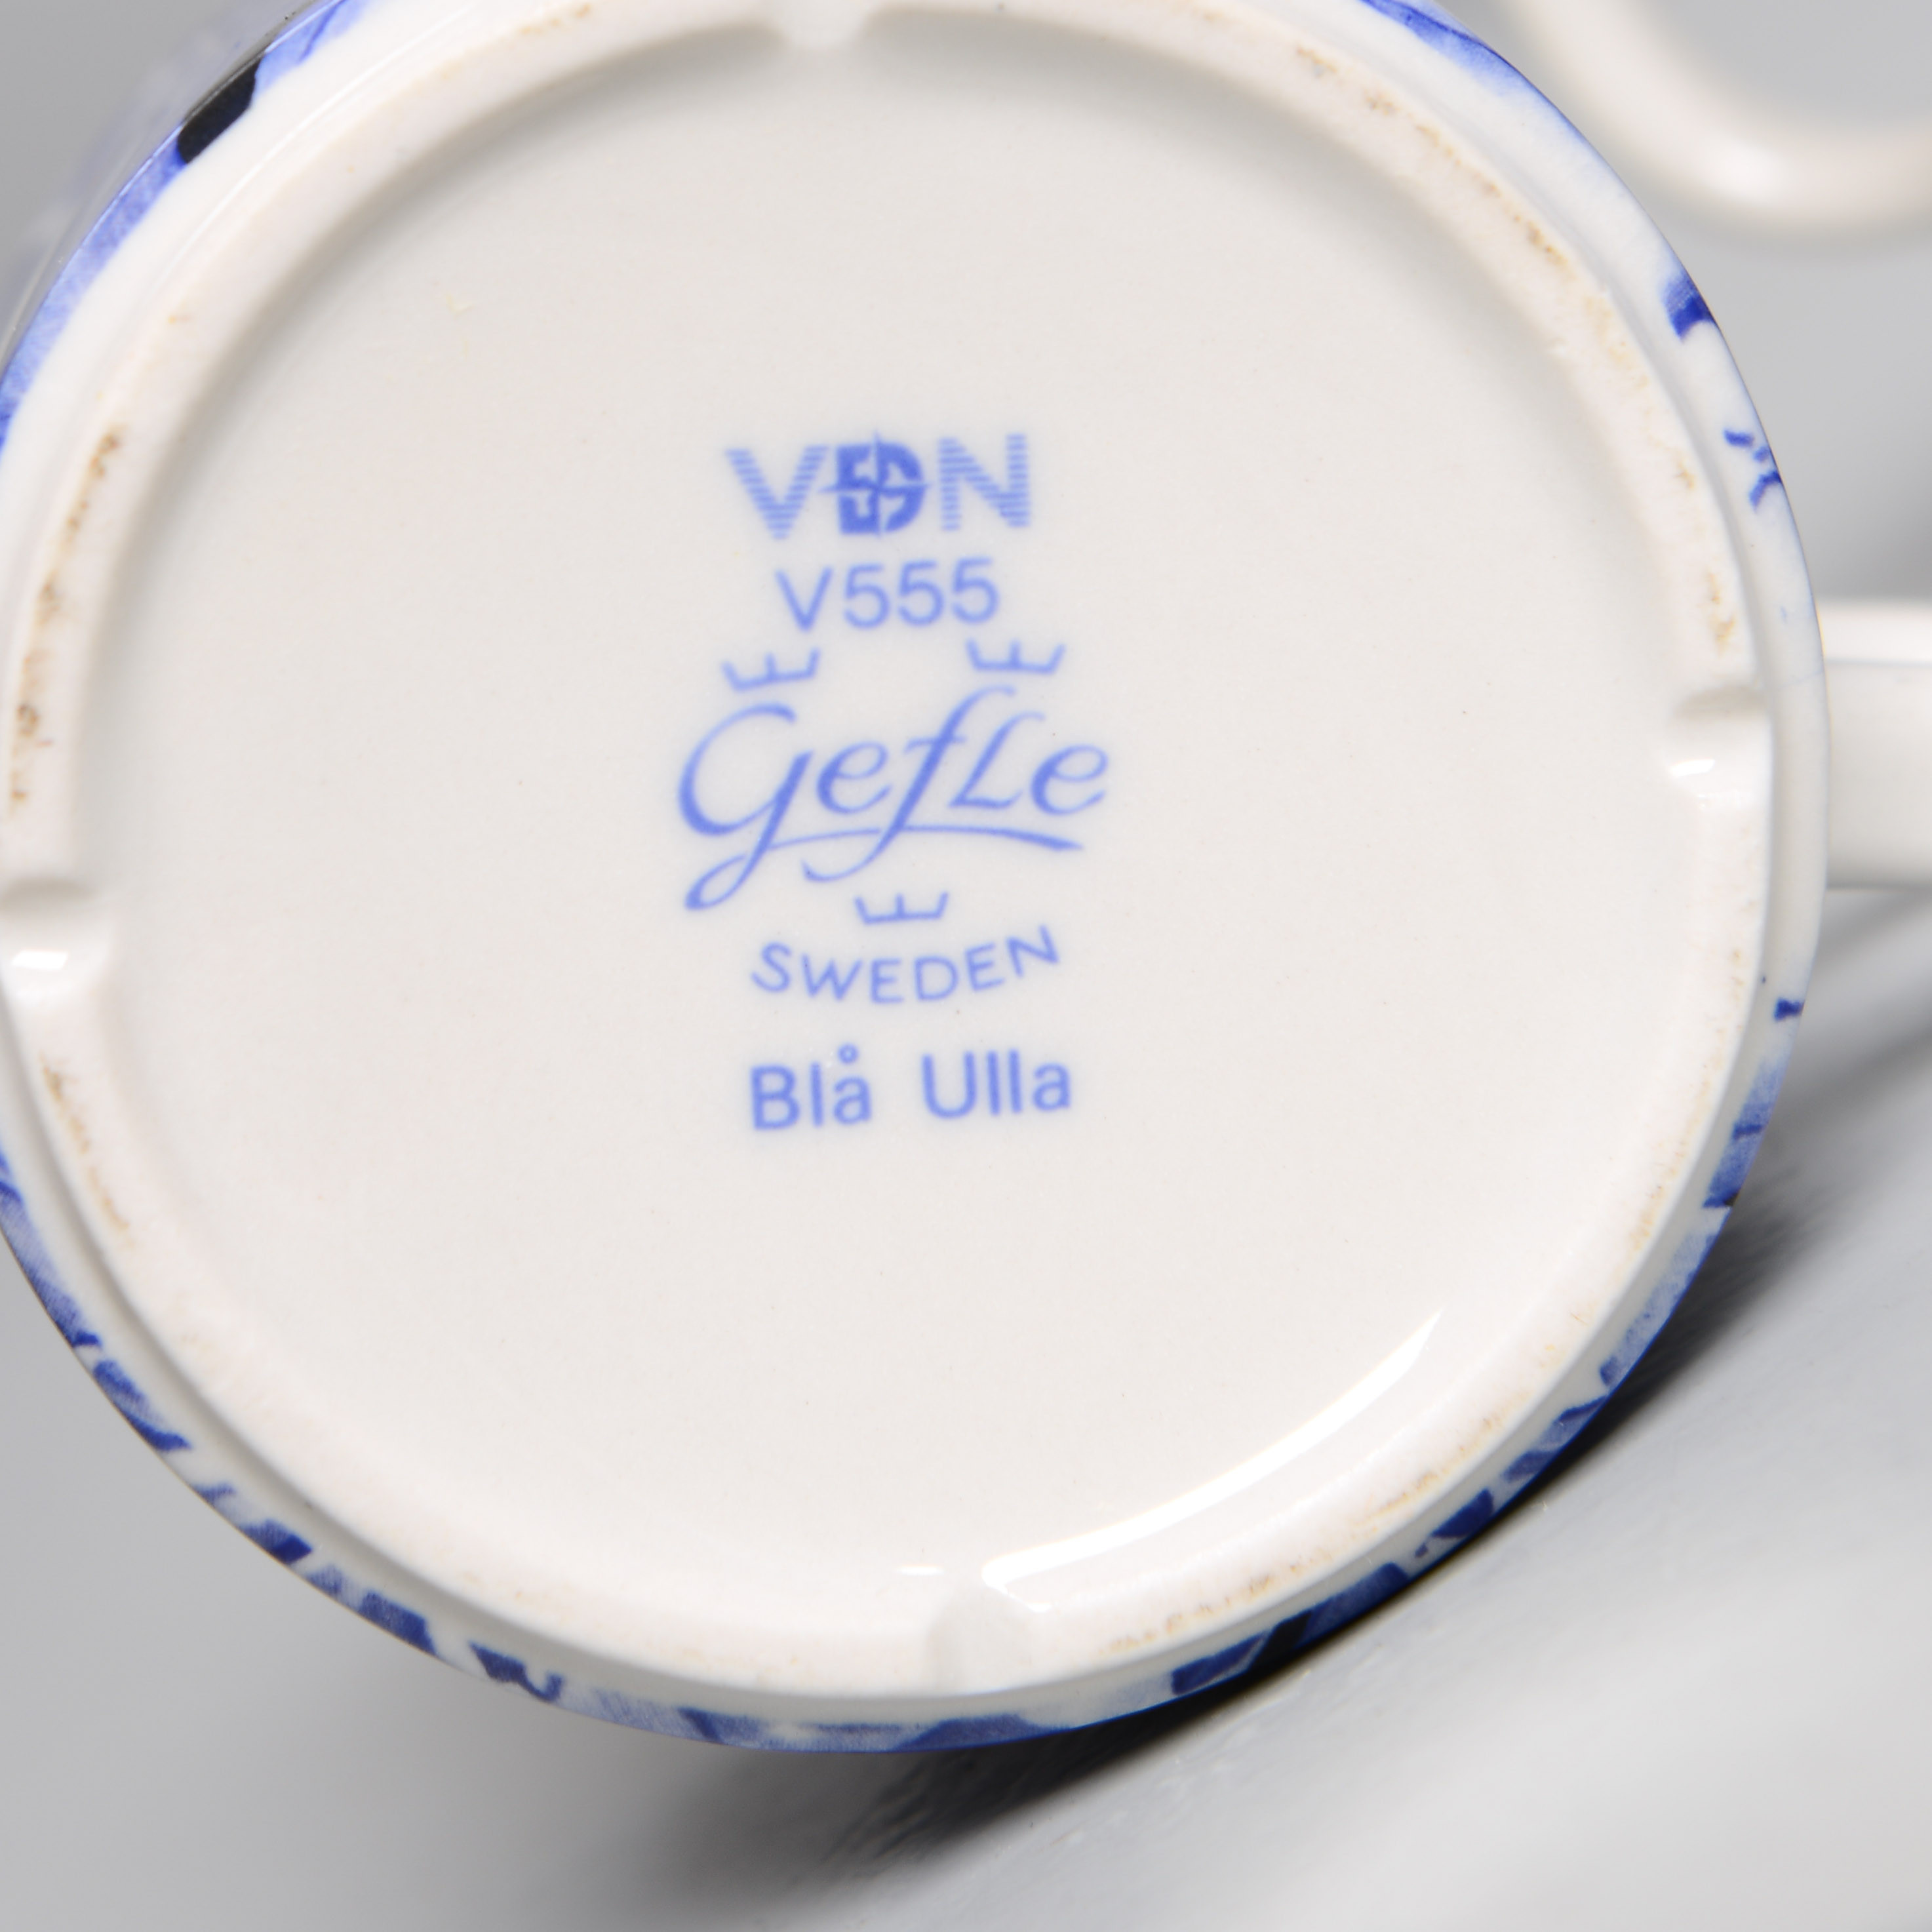 VDN
V555
Gefle
SWEDEN
Blå Ulla